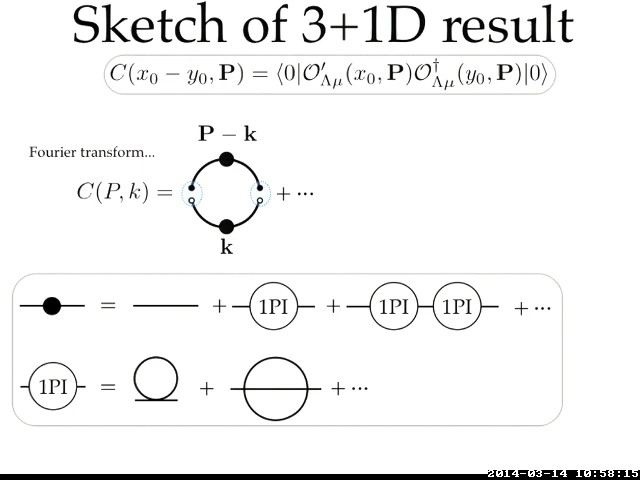 Sketch of 3+1D result
C(x₀ − y₀, P) = ⟨0|O′_Λμ(x₀, P)O†_Λμ(y₀, P)|0⟩
P − k
Fourier transform...
C(P, k) = + ···
k
= + 1PI + 1PI 1PI + ···
1PI = + + ···
2014-03-14 10:58:15